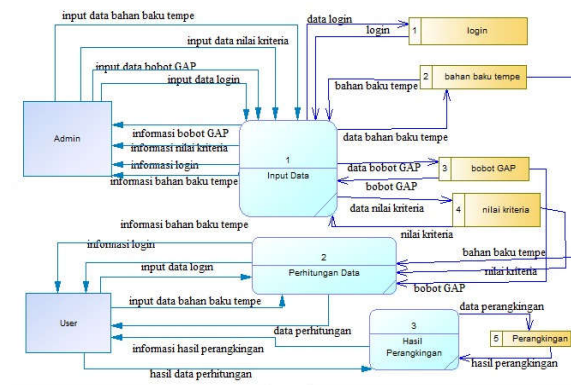 input data bahan baku tempe
data login
login
1 login
input data nilai kriteria
input data bobot GAP
input data login
2 bahan baku tempe
bahan baku tempe
Admin
informasi bobot GAP
informasi nilai kriteria
informasi login
informasi bahan baku tempe
1
Input Data
data bahan baku tempe
data bobot GAP
3 bobot GAP
bobot GAP
data nilai kriteria
4 nilai kriteria
nilai kriteria
informasi bahan baku tempe
informasi login
input data login
input data bahan baku tempe
2
Perhitungan Data
bahan baku tempe
nilai kriteria
bobot GAP
User
data perhitungan
informasi hasil perangkingan
hasil data perhitungan
3
Hasil
Perangkingan
data perangkingan
5 Perangkingan
hasil perangkingan